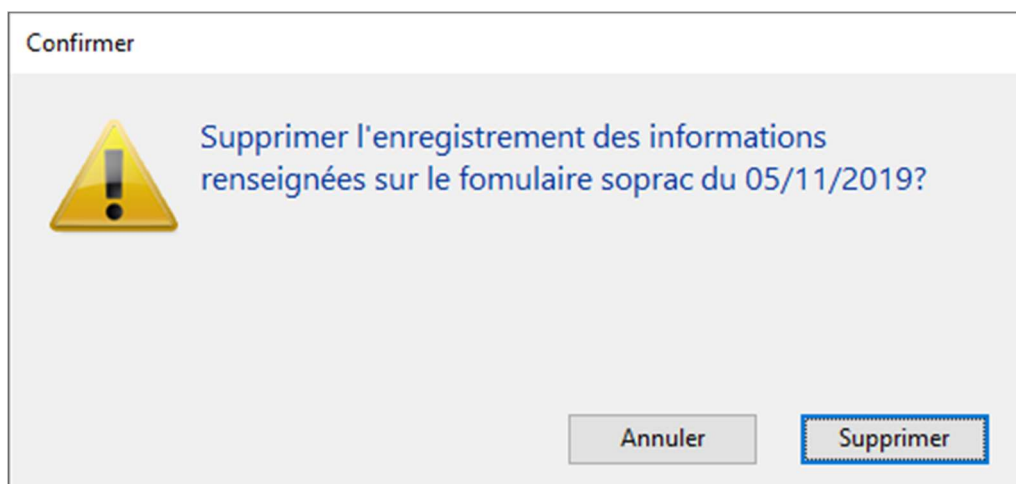 Confirmer
Supprimer l'enregistrement des informations
renseignées sur le fomulaire soprac du 05/11/2019?
Annuler
Supprimer